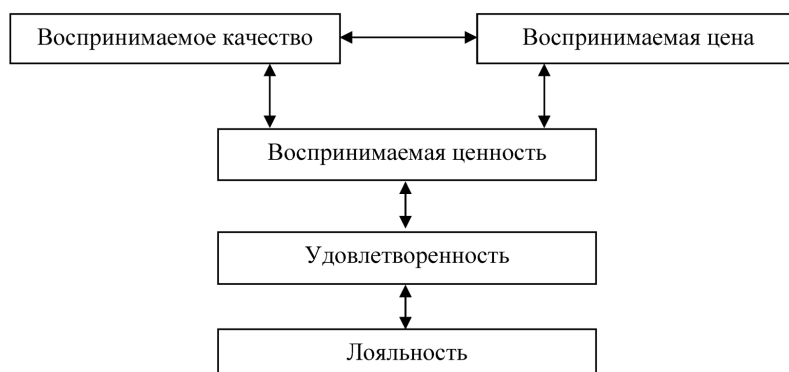 Воспринимаемое качество
Воспринимаемая цена
Воспринимаемая ценность
Удовлетворенность
Лояльность